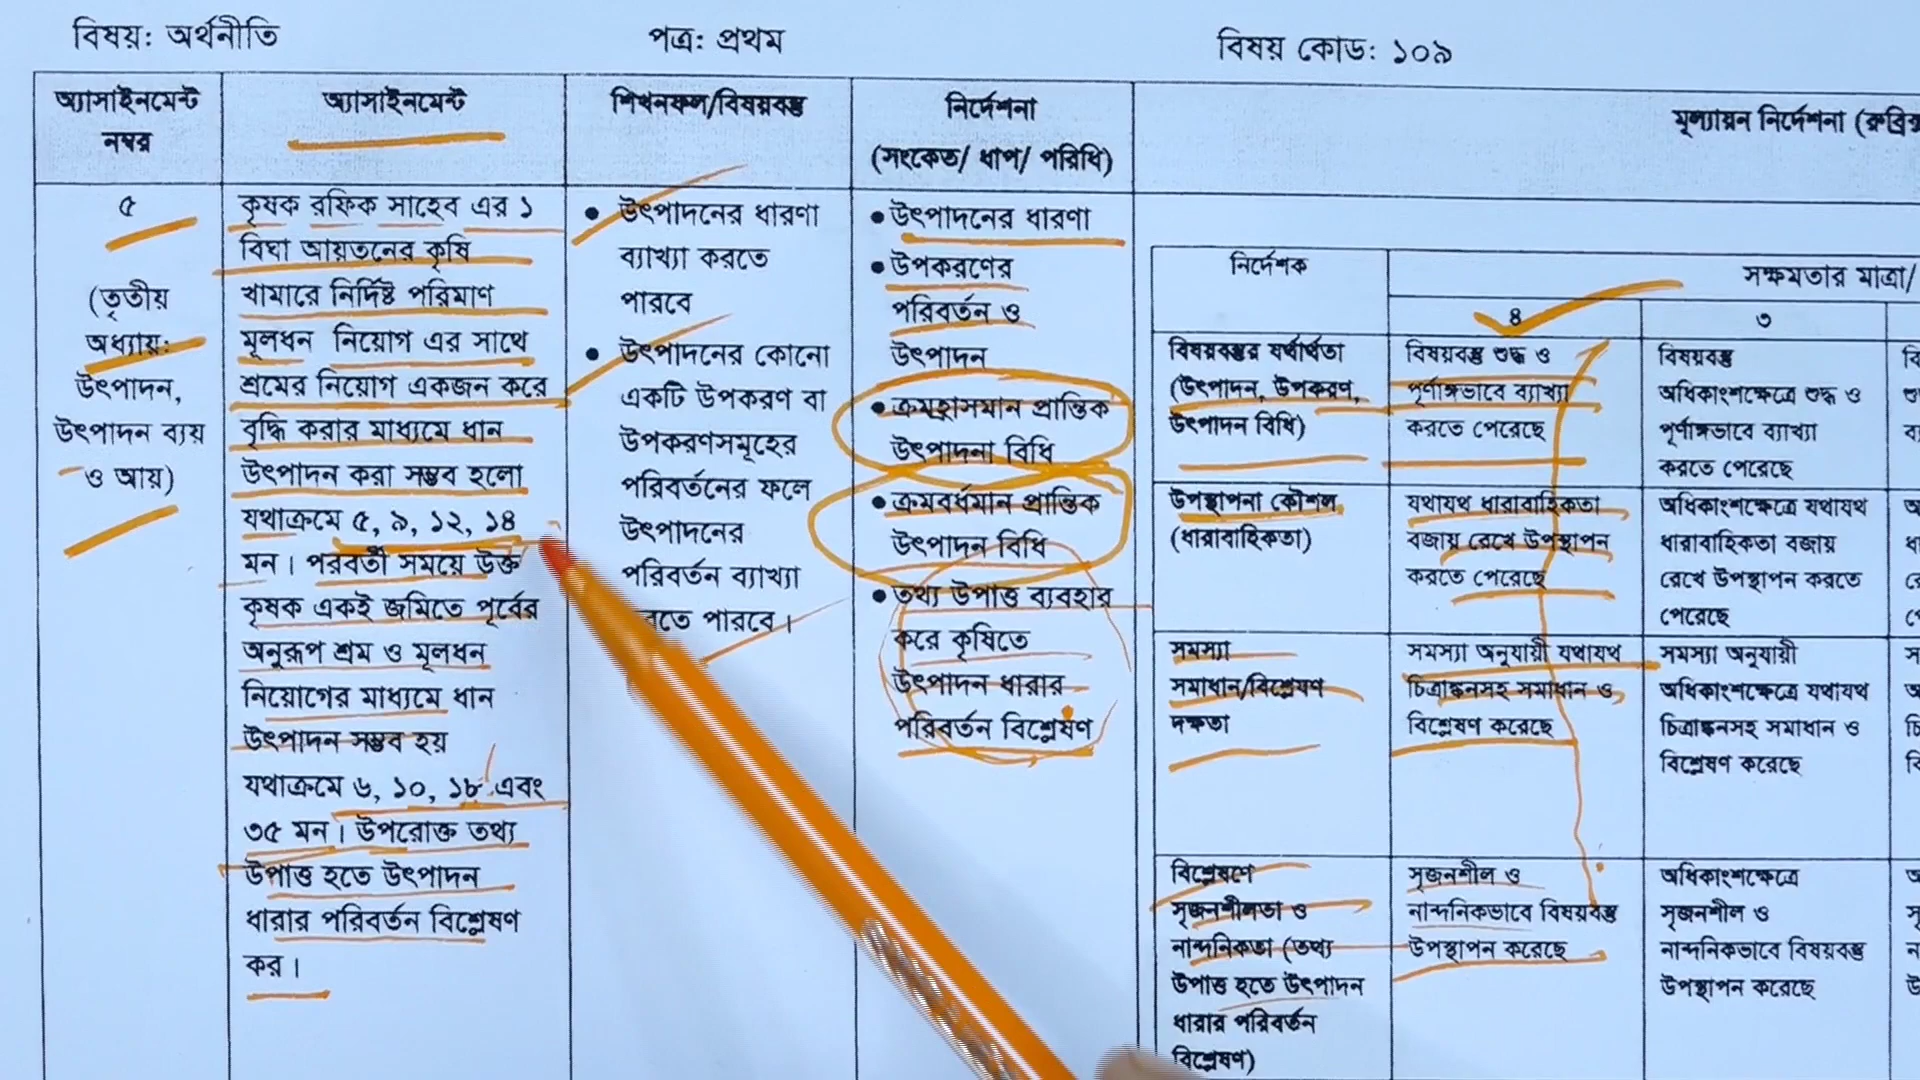 বিষয়: অর্থনীতি
পত্র: প্রথম
বিষয় কোড: ১০৯
অ্যাসাইনমেন্ট
নম্বর
অ্যাসাইনমেন্ট
শিখনফল/বিষয়বস্তু
নির্দেশনা
(সংকেত/ ধাপ/ পরিধি)
মূল্যায়ন নির্দেশনা
৫
(তৃতীয়
অধ্যায়:
উৎপাদন,
উৎপাদন ব্যয়
ও আয়)
কৃষক রফিক সাহেব এর ১
বিঘা আয়তনের কৃষি
খামারে নির্দিষ্ট পরিমাণ
মূলধন নিয়োগ এর সাথে
শ্রমের নিয়োগ একজন করে
বৃদ্ধি করার মাধ্যমে ধান
উৎপাদন করা সম্ভব হলো
যথাক্রমে ৫, ৯, ১২, ১৪
মন। পরবর্তী সময়ে উক্ত
কৃষক একই জমিতে পূর্বের
অনুরূপ শ্রম ও মূলধন
নিয়োগের মাধ্যমে ধান
উৎপাদন সম্ভব হয়
যথাক্রমে ৬, ১০, ১৮ এবং
৩৫ মন। উপরোক্ত তথ্য
উপাত্ত হতে উৎপাদন
ধারার পরিবর্তন বিশ্লেষণ
কর।
• উৎপাদনের ধারণা
ব্যাখ্যা করতে
পারবে
• উৎপাদনের কোনো
একটি উপকরণ বা
উপকরণসমূহের
পরিবর্তনের ফলে
উৎপাদনের
পরিবর্তন ব্যাখ্যা
পারবে।
• উৎপাদনের ধারণা
• উপকরণের
পরিবর্তন ও
উৎপাদন
• ক্রমহ্রাসমান প্রান্তিক
উৎপাদনা বিধি
• ক্রমবর্ধমান প্রান্তিক
উৎপাদন বিধি
• তথ্য উপাত্ত ব্যবহার
করে কৃষিতে
উৎপাদন ধারার
পরিবর্তন বিশ্লেষণ
নির্দেশক
সক্ষমতার মাত্রা/
৪
৩
বিষয়বস্তুর যর্থার্থতা
(উৎপাদন, উপকরণ,
উৎপাদন বিধি)
বিষয়বস্তু শুদ্ধ ও
পূর্ণাঙ্গভাবে ব্যাখ্যা
করতে পেরেছে
বিষয়বস্তু
অধিকাংশক্ষেত্রে শুদ্ধ ও
পূর্ণাঙ্গভাবে ব্যাখ্যা
করতে পেরেছে
উপস্থাপনা কৌশল
(ধারাবাহিকতা)
যথাযথ ধারাবাহিকতা
বজায় রেখে উপস্থাপন
করতে পেরেছে
অধিকাংশক্ষেত্রে যথাযথ
ধারাবাহিকতা বজায়
রেখে উপস্থাপন করতে
পেরেছে
সমস্যা
সমাধান/বিশ্লেষণ
দক্ষতা
সমস্যা অনুযায়ী যথাযথ
চিত্রাঙ্কনসহ সমাধান ও
বিশ্লেষণ করেছে
সমস্যা অনুযায়ী
অধিকাংশক্ষেত্রে যথাযথ
চিত্রাঙ্কনসহ সমাধান ও
বিশ্লেষণ করেছে
বিশ্লেষণে
সৃজনশীলতা ও
নান্দনিকতা (তথ্য
উপাত্ত হতে উৎপাদন
ধারার পরিবর্তন
বিশ্লেষণ)
সৃজনশীল ও
নান্দনিকভাবে বিষয়বস্তু
উপস্থাপন করেছে
অধিকাংশক্ষেত্রে
সৃজনশীল ও
নান্দনিকভাবে বিষয়বস্তু
উপস্থাপন করেছে